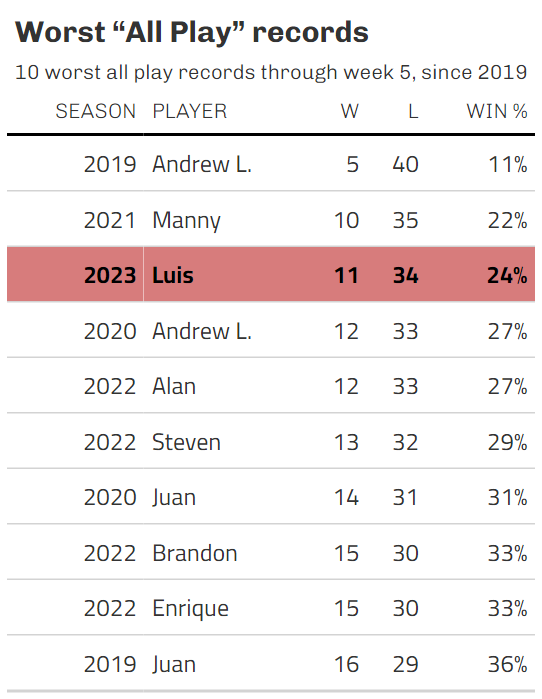 Worst “All Play” records
10 worst all play records through week 5, since 2019
SEASON PLAYER W L WIN %
2019 Andrew L. 5 40 11%
2021 Manny 10 35 22%
2023 Luis 11 34 24%
2020 Andrew L. 12 33 27%
2022 Alan 12 33 27%
2022 Steven 13 32 29%
2020 Juan 14 31 31%
2022 Brandon 15 30 33%
2022 Enrique 15 30 33%
2019 Juan 16 29 36%